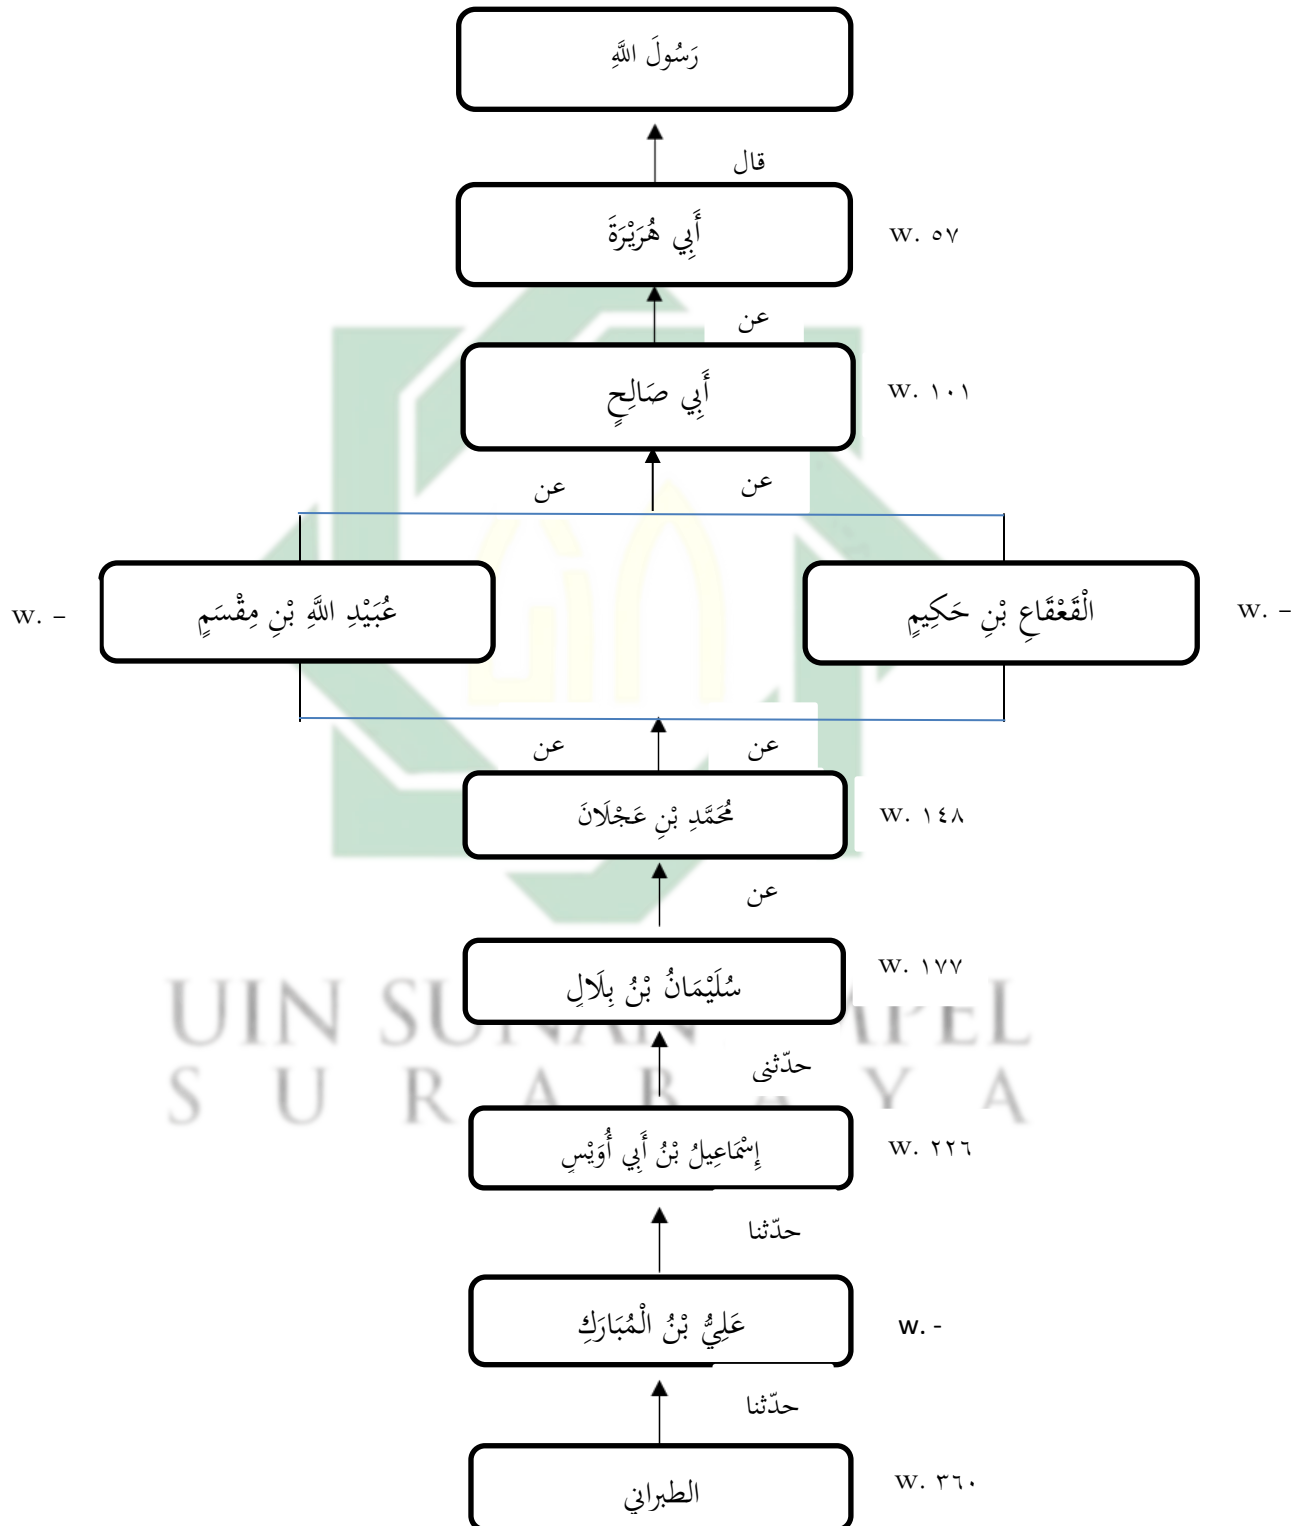 رَسُولَ اللَّهِ
قال
أَبِي هُرَيْرَةَ
w. ٥٧
عن
أَبِي صَالِحٍ
w. ١٠١
عن
عن
w. –
عُبَيْدِ اللَّهِ بْنِ مِقْسَمٍ
الْقَعْقَاعِ بْنِ حَكِيمٍ
w. –
عن
عن
مُحَمَّدِ بْنِ عَجْلَانَ
w. ١٤٨
عن
سُلَيْمَانُ بْنُ بِلَالٍ
w. ١٧٧
UIN SUNAN MPEL
حدّثني
S U R A B A Y A
إِسْمَاعِيلُ بْنُ أَبِي أُوَيْسٍ
w. ٢٢٦
حدّثنا
عَلِيُّ بْنُ الْمُبَارَكِ
w. -
حدّثنا
الطبراني
w. ٣٦٠